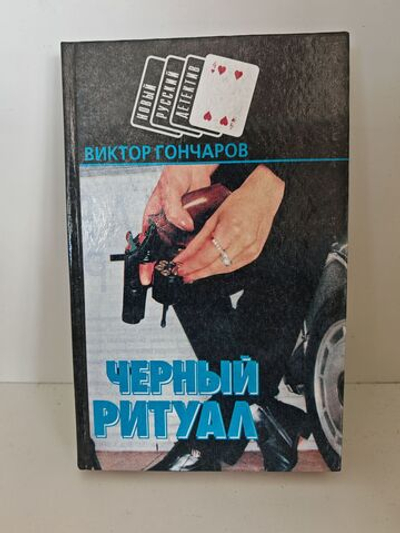 НОВЫЙ
РУССКИЙ
ДЕТЕКТИВ
ВИКТОР ГОНЧАРОВ
ЧЕРНЫЙ
РИТУАЛ